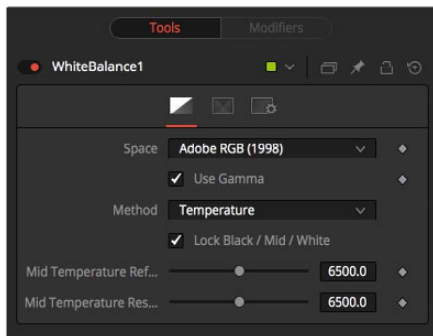 Tools Modifiers
WhiteBalance1
Space Adobe RGB (1998)
Use Gamma
Method Temperature
Lock Black / Mid / White
Mid Temperature Ref... 6500.0
Mid Temperature Res... 6500.0